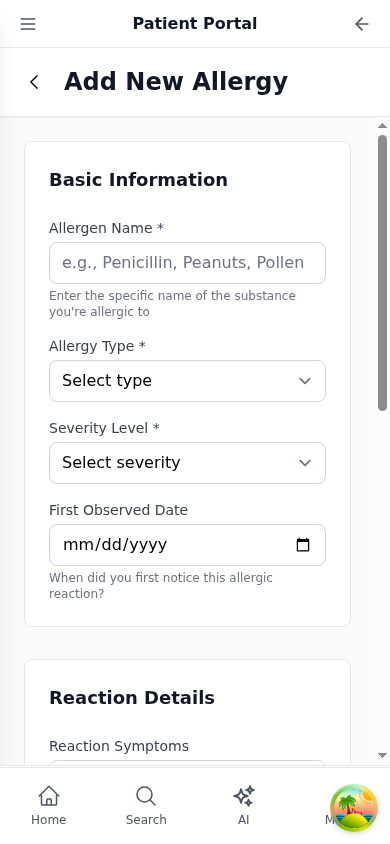 Patient Portal
Add New Allergy
Basic Information
Allergen Name *
e.g., Penicillin, Peanuts, Pollen
Enter the specific name of the substance
you're allergic to
Allergy Type *
Select type
Severity Level *
Select severity
First Observed Date
mm/dd/yyyy
When did you first notice this allergic
reaction?
Reaction Details
Reaction Symptoms
Home
Search
AI